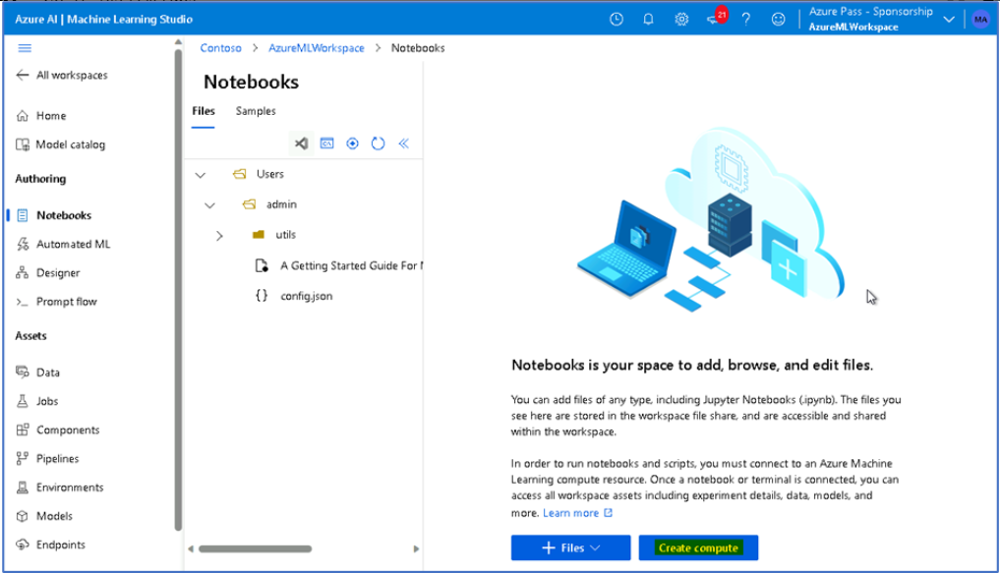 Azure AI | Machine Learning Studio
21
Azure Pass - Sponsorship
AzureMLWorkspace
MA
Contoso > AzureMLWorkspace > Notebooks
All workspaces
Home
Model catalog
Authoring
Notebooks
Automated ML
Designer
Prompt flow
Assets
Data
Jobs
Components
Pipelines
Environments
Models
Endpoints
Notebooks
Files Samples
Users
admin
utils
A Getting Started Guide For
config.json
Notebooks is your space to add, browse, and edit files.
You can add files of any type, including Jupyter Notebooks (.ipynb). The files you
see here are stored in the workspace file share, and are accessible and shared
within the workspace.
In order to run notebooks and scripts, you must connect to an Azure Machine
Learning compute resource. Once a notebook or terminal is connected, you can
access all workspace assets including experiment details, data, models, and
more. Learn more
+ Files
Create compute